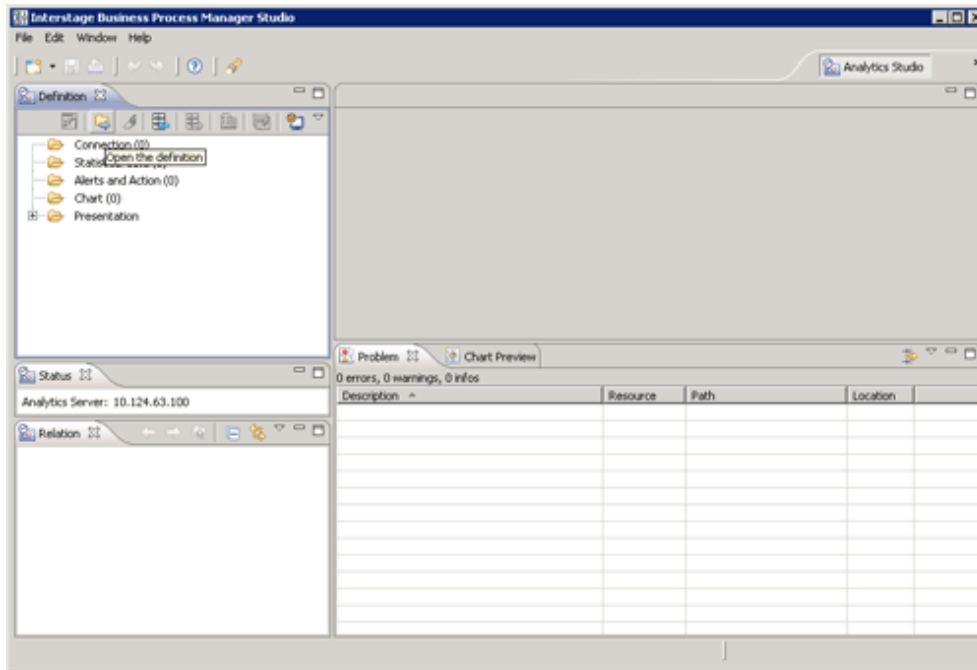 Interstage Business Process Manager Studio
File Edit Window Help
Analytics Studio
Definition
Connection (0)
Open the definition
Alerts and Action (0)
Chart (0)
Presentation
Problem Chart Preview
0 errors, 0 warnings, 0 infos
Description Resource Path Location
Status
Analytics Server: 10.124.63.100
Relation